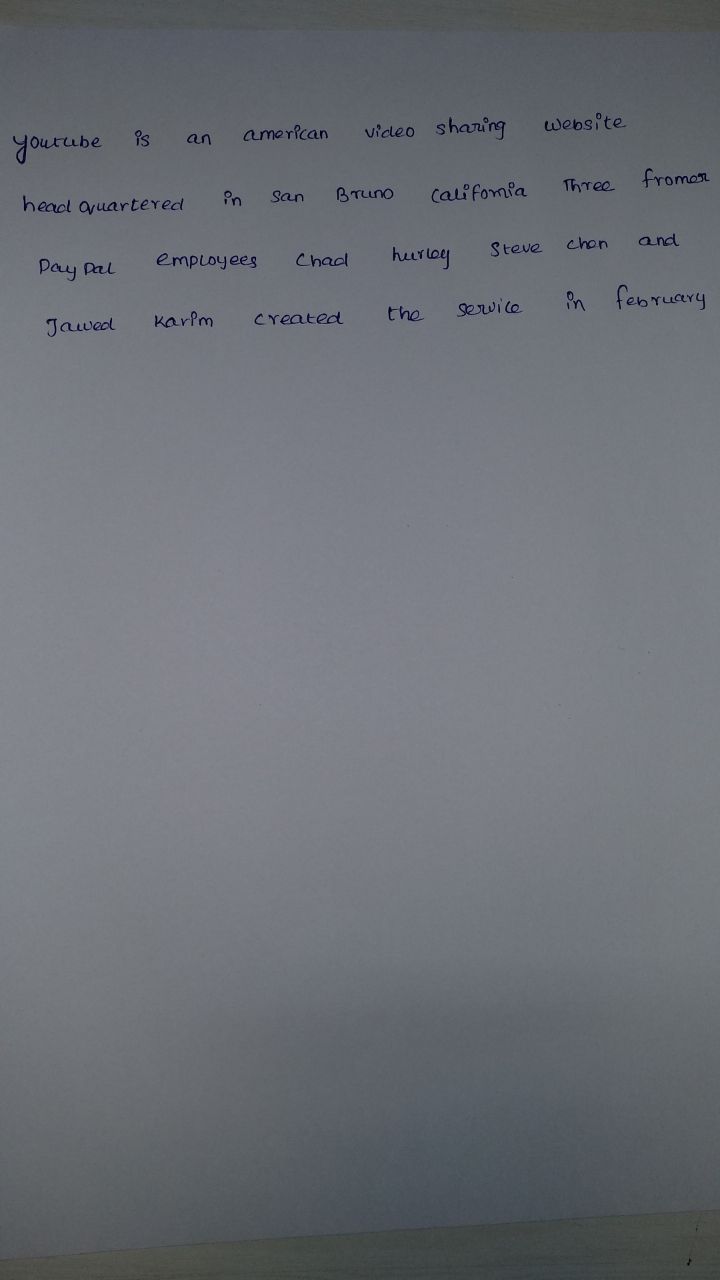 youtube is an american video sharing website
head quartered in san Bruno California Three fromer
Pay Pal employees Chad hurley Steve chen and
Jawed Karim created the service in february